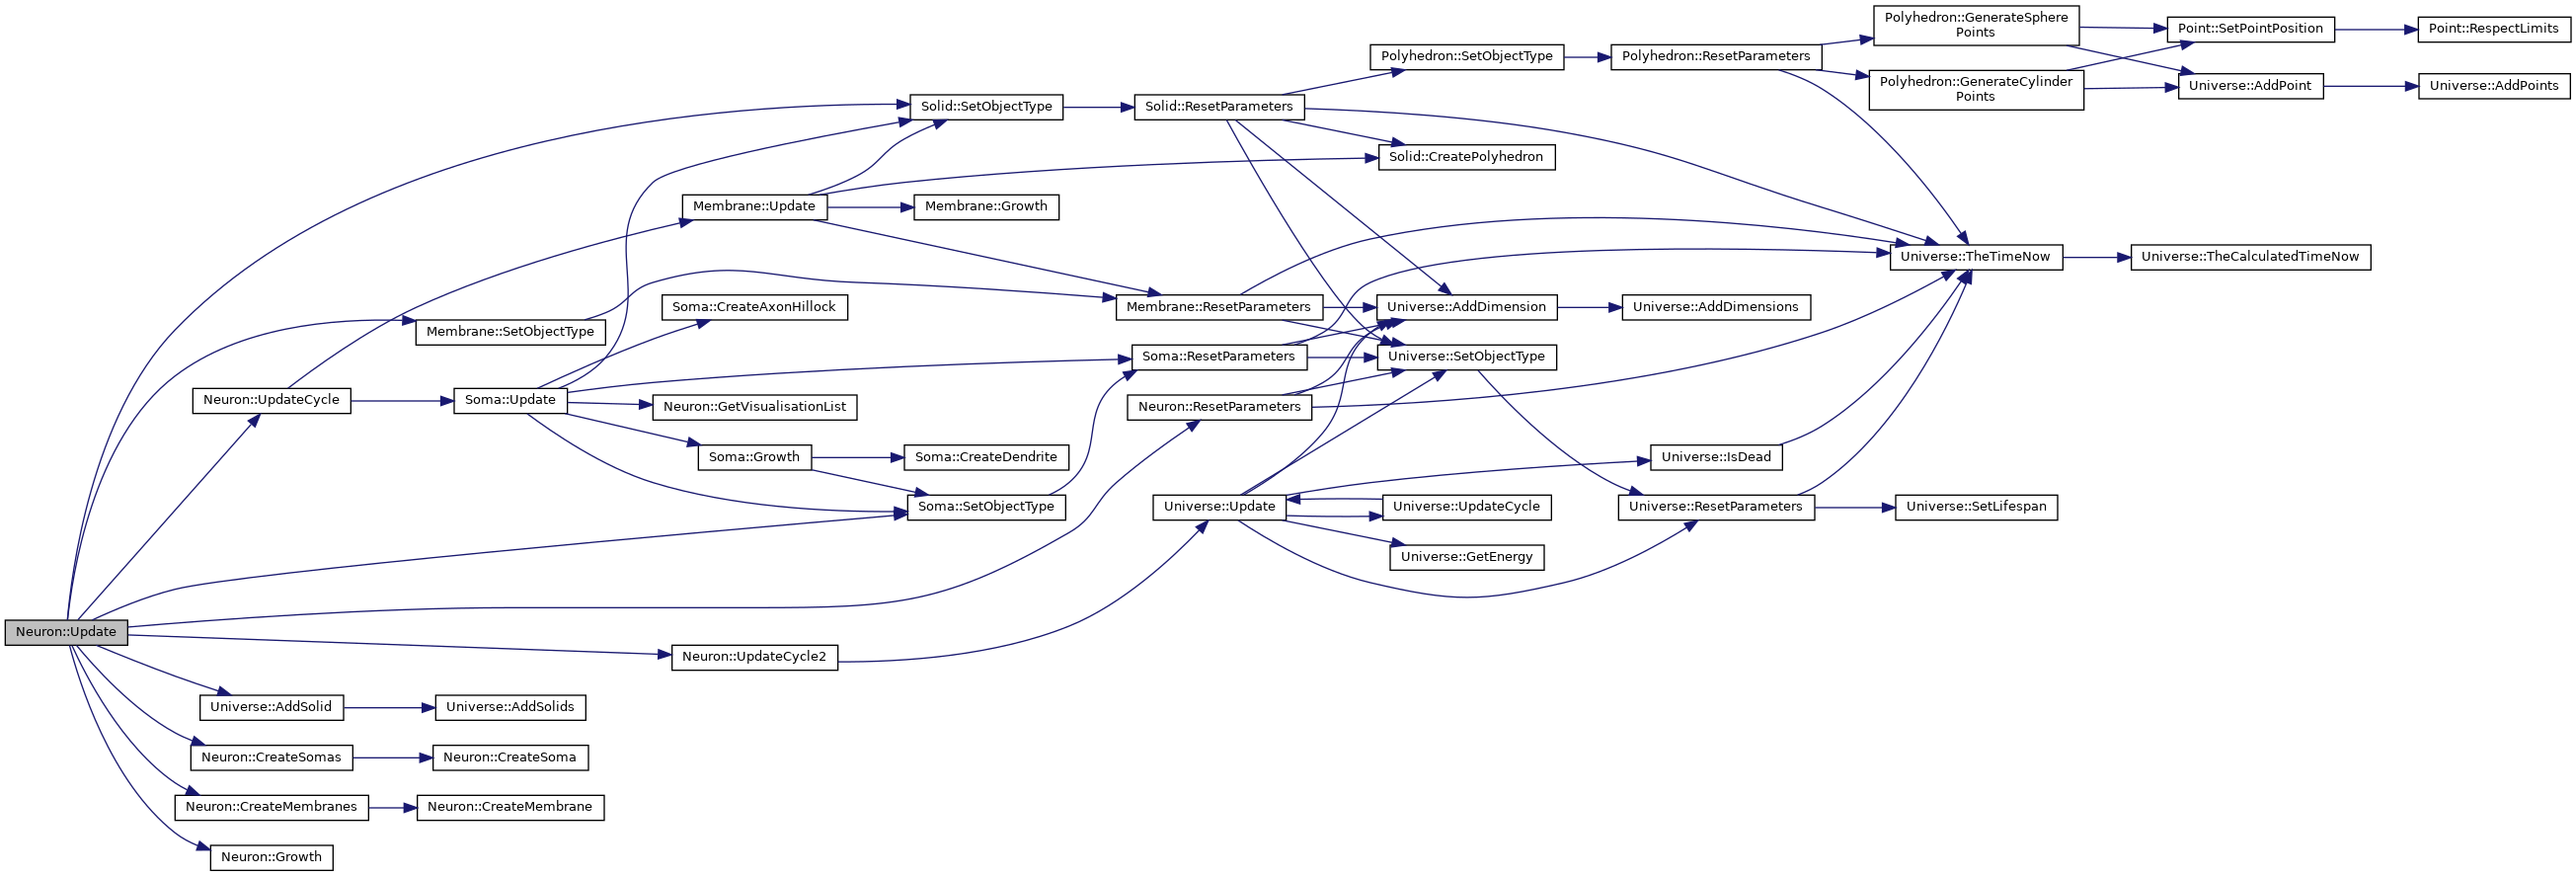 Polyhedron::GenerateSphere
Points
Point::SetPointPosition
Point::RespectLimits
Polyhedron::SetObjectType
Polyhedron::ResetParameters
Polyhedron::GenerateCylinder
Points
Universe::AddPoint
Universe::AddPoints
Solid::SetObjectType
Solid::ResetParameters
Solid::CreatePolyhedron
Membrane::Update
Membrane::Growth
Universe::TheTimeNow
Universe::TheCalculatedTimeNow
Soma::CreateAxonHillock
Membrane::ResetParameters
Universe::AddDimension
Universe::AddDimensions
Membrane::SetObjectType
Soma::ResetParameters
Universe::SetObjectType
Neuron::UpdateCycle
Soma::Update
Neuron::GetVisualisationList
Neuron::ResetParameters
Soma::Growth
Soma::CreateDendrite
Universe::IsDead
Soma::SetObjectType
Universe::Update
Universe::UpdateCycle
Universe::ResetParameters
Universe::SetLifespan
Universe::GetEnergy
Neuron::Update
Neuron::UpdateCycle2
Universe::AddSolid
Universe::AddSolids
Neuron::CreateSomas
Neuron::CreateSoma
Neuron::CreateMembranes
Neuron::CreateMembrane
Neuron::Growth